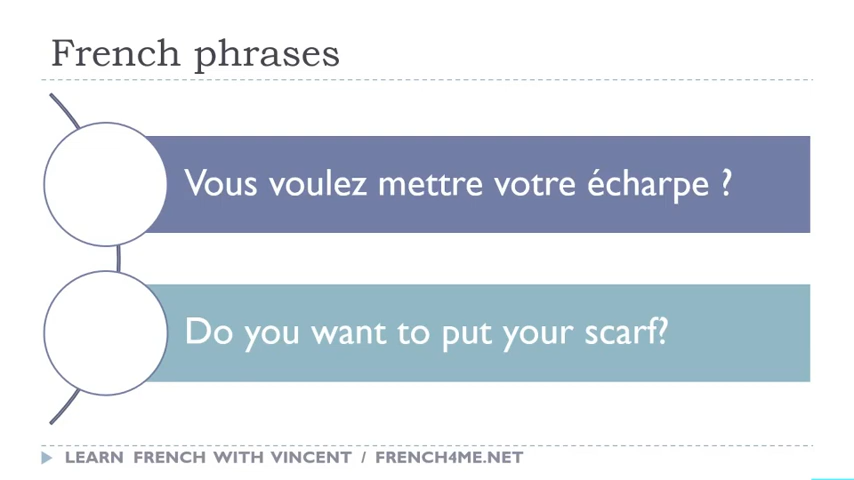 French phrases
Vous voulez mettre votre écharpe ?
Do you want to put your scarf?
LEARN FRENCH WITH VINCENT / FRENCH4ME.NET